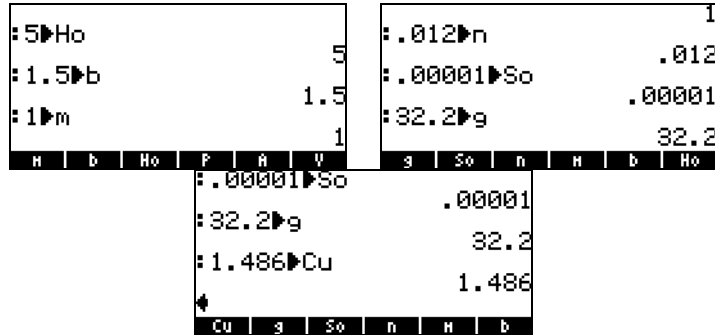 :5▶Ho
5
:1.5▶b
1.5
:1▶m
1
м b Ho P A V
1
:.012▶n
.012
:.00001▶So
.00001
:32.2▶g
32.2
g So n м b Ho
:.00001▶So
.00001
:32.2▶g
32.2
:1.486▶Cu
1.486
Cu g So n м b